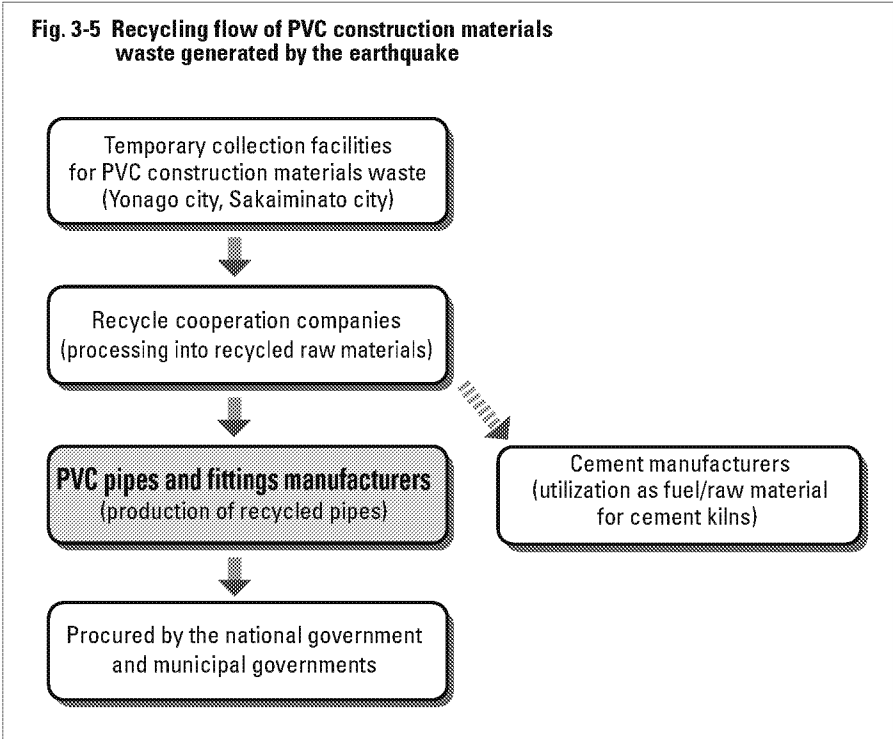 Fig. 3-5 Recycling flow of PVC construction materials
waste generated by the earthquake
Temporary collection facilities
for PVC construction materials waste
(Yonago city, Sakaiminato city)
Recycle cooperation companies
(processing into recycled raw materials)
PVC pipes and fittings manufacturers
(production of recycled pipes)
Cement manufacturers
(utilization as fuel/raw material
for cement kilns)
Procured by the national government
and municipal governments